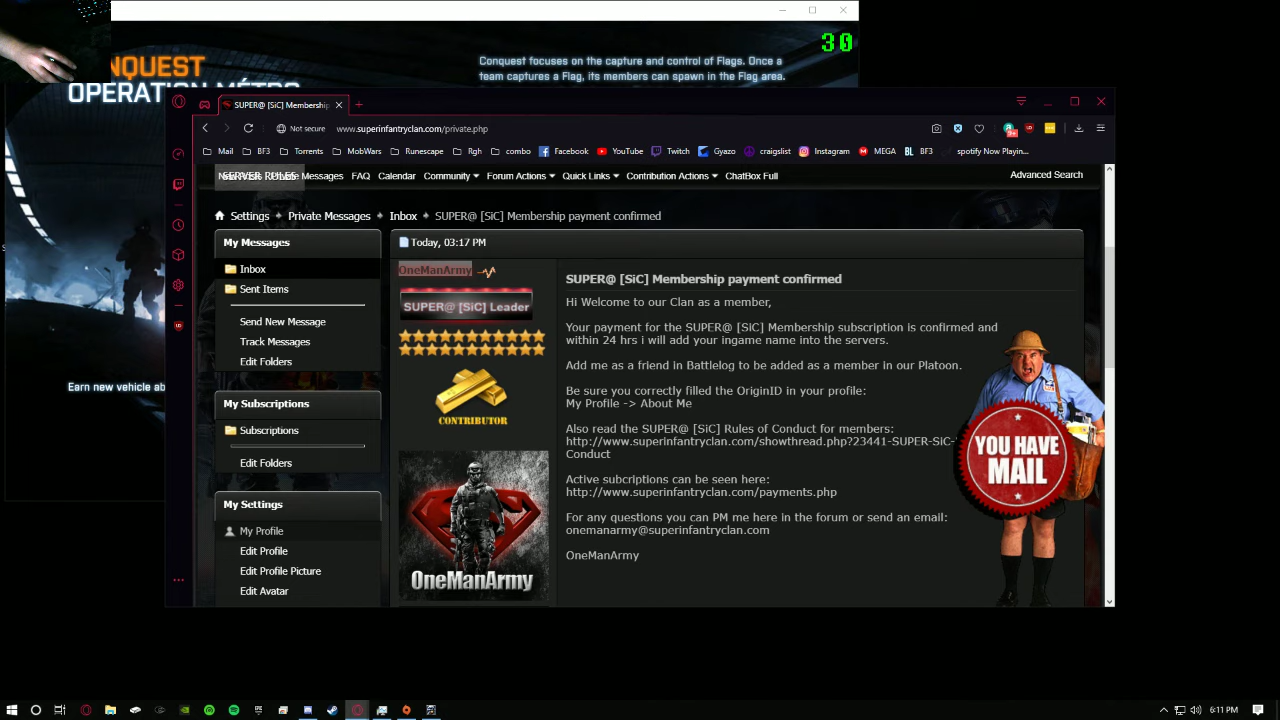 30
NQUEST
OPERATION MÉTRO
Conquest focuses on the capture and control of Flags. Once a
team captures a Flag, its members can spawn in the Flag area.
SUPER@ [SiC] Membership
Not secure
www.superinfantryclan.com/private.php
9+
Mail
BF3
Torrents
MobWars
Runescape
Rgh
combo
Facebook
YouTube
Twitch
Gyazo
craigslist
Instagram
MEGA
BL
BF3
spotify Now Playin...
SERVER RULES
Messages
FAQ
Calendar
Community
Forum Actions
Quick Links
Contribution Actions
ChatBox Full
Advanced Search
Settings
Private Messages
Inbox
SUPER@ [SiC] Membership payment confirmed
My Messages
Inbox
Sent Items
Send New Message
Track Messages
Edit Folders
My Subscriptions
Subscriptions
Edit Folders
My Settings
My Profile
Edit Profile
Edit Profile Picture
Edit Avatar
Earn new vehicle ab
Today, 03:17 PM
OneManArmy
SUPER@ [SiC] Leader
CONTRIBUTOR
OneManArmy
SUPER@ [SiC] Membership payment confirmed
Hi Welcome to our Clan as a member,
Your payment for the SUPER@ [SiC] Membership subscription is confirmed and
within 24 hrs i will add your ingame name into the servers.
Add me as a friend in Battlelog to be added as a member in our Platoon.
Be sure you correctly filled the OriginID in your profile:
My Profile -> About Me
Also read the SUPER@ [SiC] Rules of Conduct for members:
http://www.superinfantryclan.com/showthread.php?23441-SUPER-SiC-
Conduct
Active subcriptions can be seen here:
http://www.superinfantryclan.com/payments.php
For any questions you can PM me here in the forum or send an email:
onemanarmy@superinfantryclan.com
OneManArmy
YOU HAVE
MAIL
6:11 PM